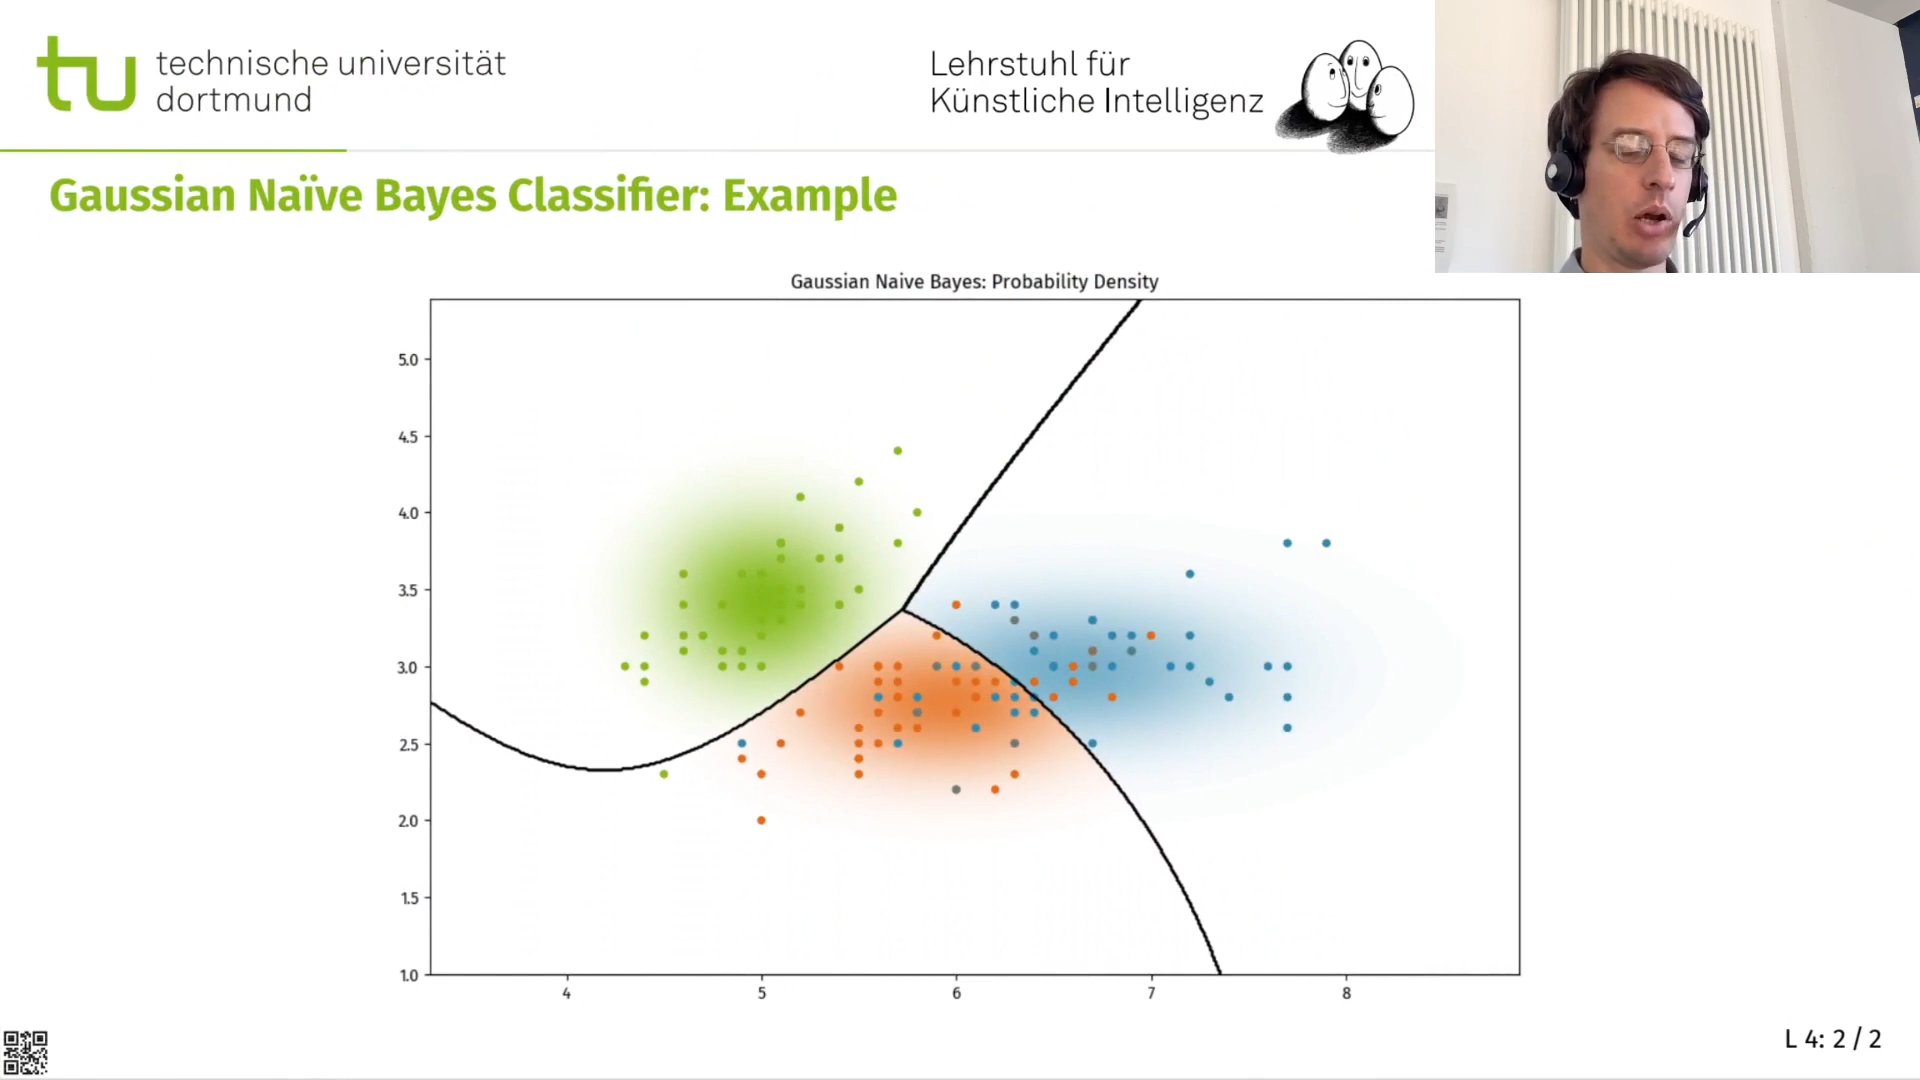 technische universität
dortmund
Lehrstuhl für
Künstliche Intelligenz
Gaussian Naïve Bayes Classifier: Example
Gaussian Naive Bayes: Probability Density
5.0
4.5
4.0
3.5
3.0
2.5
2.0
1.5
1.0
4 5 6 7 8
L 4: 2 / 2